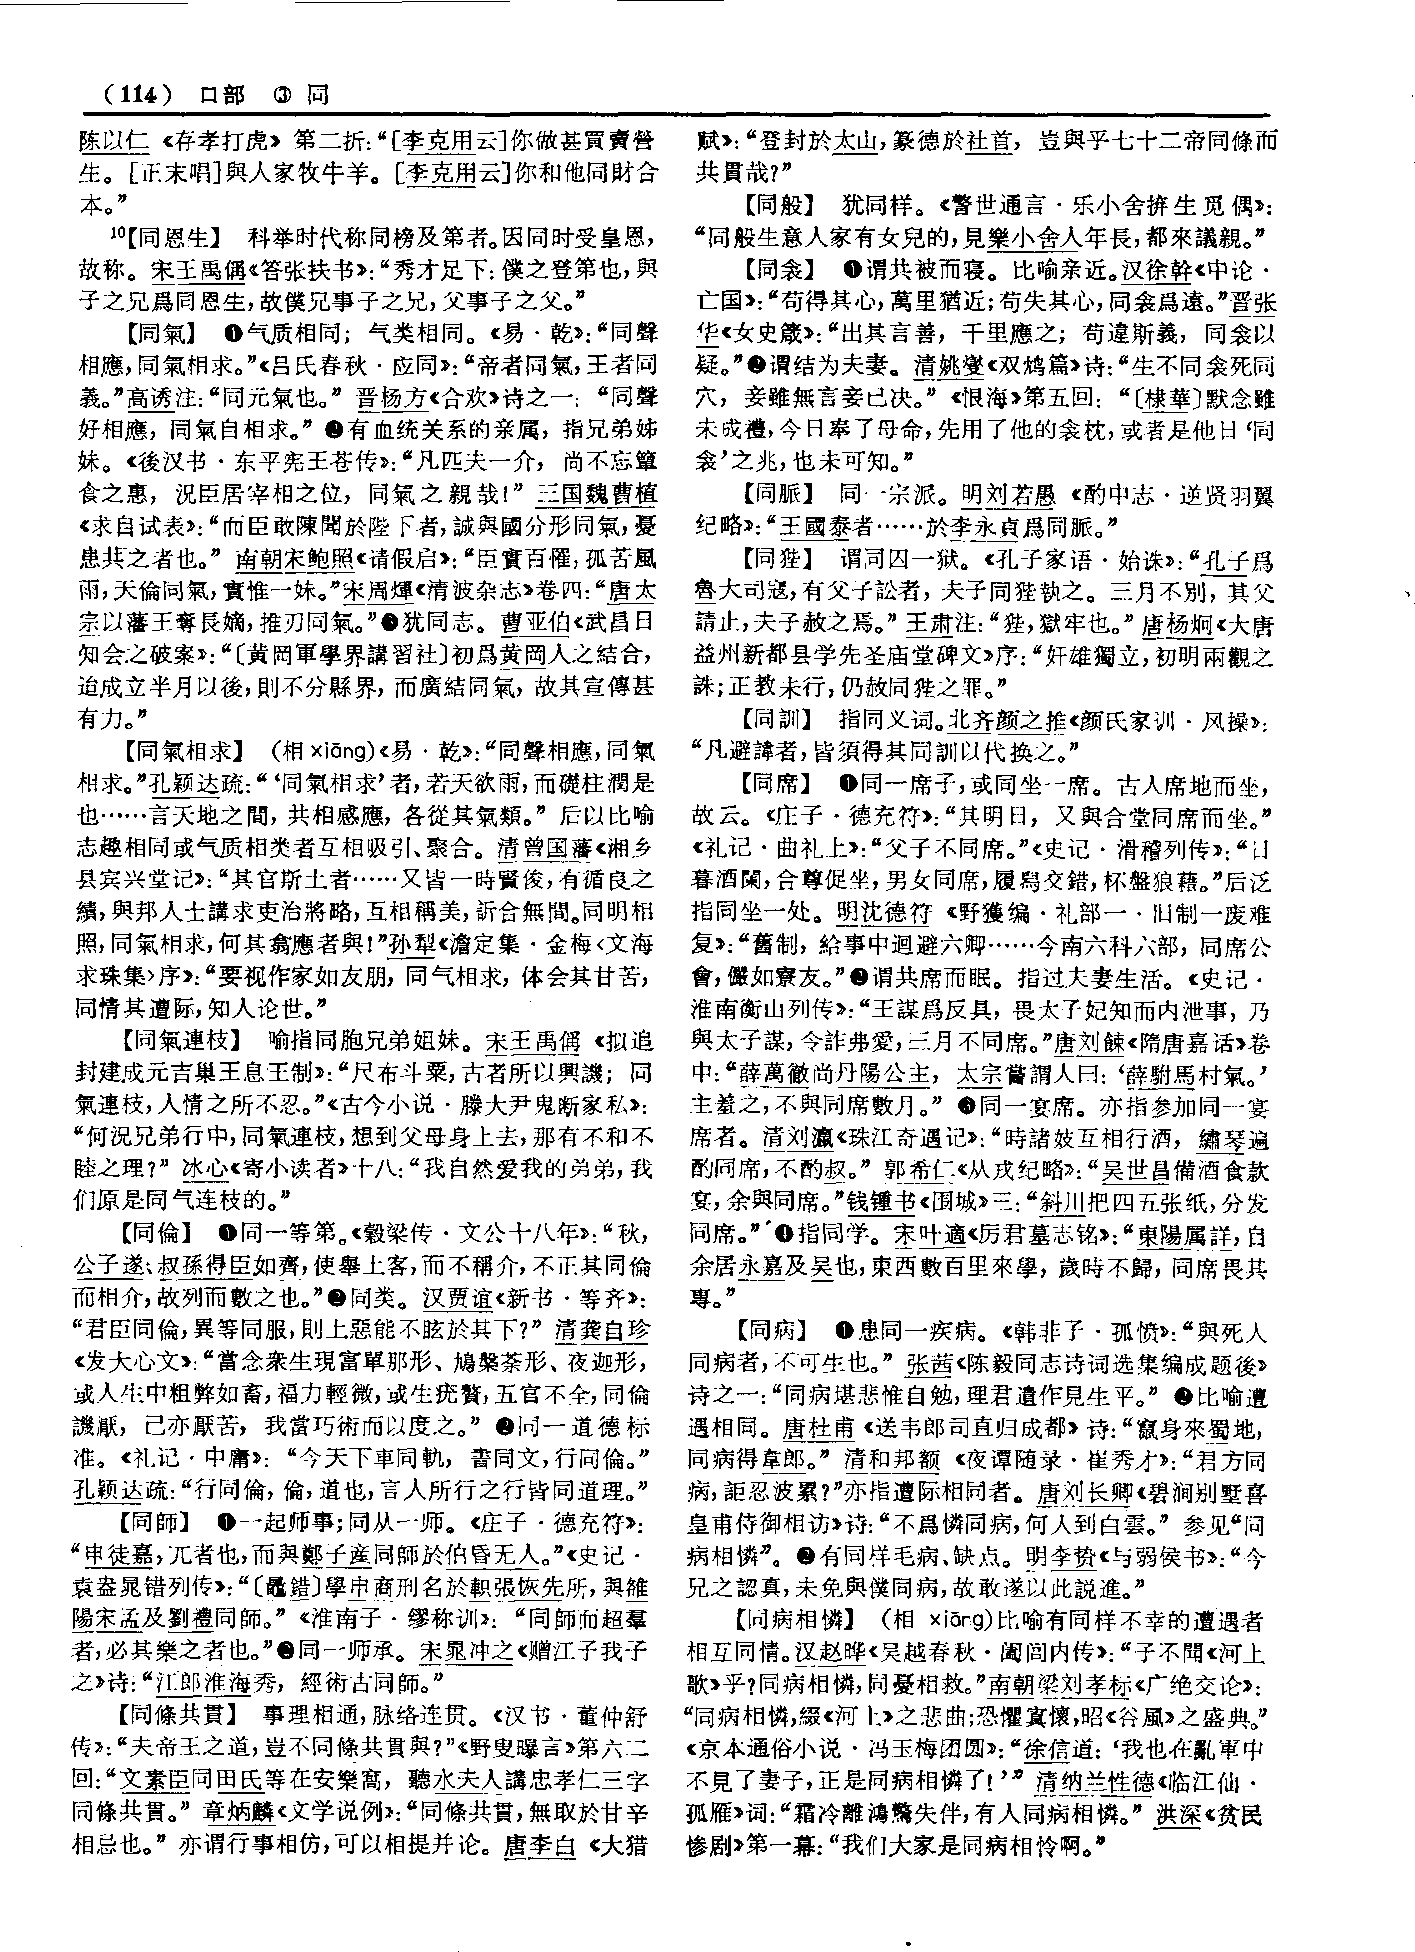 （114） 口部 ③ 同
陈以仁《存孝打虎》第二折：“［李克用云］你做甚買賣營
生。［正末唱］與人家牧牛羊。［李克用云］你和他同財合
本。”
10【同恩生】 科举时代称同榜及第者。因同时受皇恩，
故称。宋王禹偁《答张扶书》：“秀才足下：僕之登第也，與
子之兄爲同恩生，故僕兄事子之兄，父事子之父。”
【同氣】 ❶气质相同；气类相同。《易·乾》：“同聲
相應，同氣相求。”《吕氏春秋·应同》：“帝者同氣，王者同
義。”高诱注：“同元氣也。” 晋杨方《合欢》诗之一：“同聲
好相應，同氣自相求。”❷有血统关系的亲属，指兄弟姊
妹。《後汉书·东平宪王苍传》：“凡匹夫一介，尚不忘簞
食之惠，況臣居宰相之位，同氣之親哉！” 三国魏曹植
《求自试表》：“而臣敢陳聞於陛下者，誠與國分形同氣，憂
患共之者也。” 南朝宋鲍照《请假启》：“臣實百罹，孤苦風
雨，天倫同氣，實惟一妹。”宋周煇《清波杂志》卷四：“唐太
宗以藩王奪長嫡，推刃同氣。”❸犹同志。曹亚伯《武昌日
知会之破案》：“〔黄岡軍學界講習社〕初爲黄岡人之結合，
迨成立半月以後，則不分縣界，而廣結同氣，故其宣傳甚
有力。”
【同氣相求】 （相 xiāng）《易·乾》：“同聲相應，同氣
相求。”孔颖达疏：“‘同氣相求’者，若天欲雨，而礎柱潤是
也……言天地之間，共相感應，各從其氣類。” 后以比喻
志趣相同或气质相类者互相吸引、聚合。清曾国藩《湘乡
县宾兴堂记》：“其官斯土者……又皆一時賢俊，有循良之
績，與邦人士講求吏治將略，互相稱美，訢合無間。同明相
照，同氣相求，何其翕應者與！”孙犁《澹定集·金梅〈文海
求珠集〉序》：“要视作家如友朋，同气相求，体会其甘苦，
同情其遭际，知人论世。”
【同氣連枝】 喻指同胞兄弟姐妹。宋王禹偁《拟追
封建成元吉巢王息王制》：“尺布斗粟，古者所以興譏；同
氣連枝，人情之所不忍。”《古今小说·滕大尹鬼断家私》：
“何況兄弟行中，同氣連枝，想到父母身上去，那有不和不
睦之理？” 冰心《寄小读者》十八：“我自然爱我的弟弟，我
们原是同气连枝的。”
【同倫】 ❶同一等第。《穀梁传·文公十八年》：“秋，
公子遂、叔孫得臣如齊，使舉上客，而不稱介，不正其同倫
而相介，故列而數之也。”❷同类。汉贾谊《新书·等齐》：
“君臣同倫，異等同服，則上惡能不眩於其下？” 清龚自珍
《发大心文》：“當念衆生現富單那形、鳩槃荼形、夜迦形，
或人生中粗弊如畜，福力輕微，或生疣贅，五官不全，同倫
譏厭，己亦厭苦，我當巧術而以度之。” ❷同一道德标
准。《礼记·中庸》：“今天下車同軌，書同文，行同倫。”
孔颖达疏：“行同倫，倫，道也，言人所行之行皆同道理。”
【同師】 ❶一起师事；同从一师。《庄子·德充符》：
“申徒嘉，兀者也，而與鄭子産同師於伯昏无人。”《史记·
袁盎晁错列传》：“〔鼂錯〕學申商刑名於軹張恢先所，與雒
陽宋孟及劉禮同師。” 《淮南子·缪称训》：“同師而超羣
者，必其樂之者也。”❷同一师承。宋晁冲之《赠江子我子
之》诗：“江郎淮海秀，經術古同師。”
【同條共貫】 事理相通，脉络连贯。《汉书·董仲舒
传》：“夫帝王之道，豈不同條共貫與？”《野叟曝言》第六二
回：“文素臣同田氏等在安樂窩，聽水夫人講忠孝仁三字
同條共貫。” 章炳麟《文学说例》：“同條共貫，無取於甘辛
相忌也。” 亦谓行事相仿，可以相提并论。唐李白《大猎
赋》：“登封於太山，篆德於社首，豈與乎七十二帝同條而
共貫哉？”
【同般】 犹同样。《警世通言·乐小舍拚生觅偶》：
“同般生意人家有女兒的，見樂小舍人年長，都來議親。”
【同衾】 ❶谓共被而寝。比喻亲近。汉徐幹《中论·
亡国》：“苟得其心，萬里猶近；苟失其心，同衾爲遠。”晋张
华《女史箴》：“出其言善，千里應之；苟違斯義，同衾以
疑。”❷谓结为夫妻。清姚燮《双鸩篇》诗：“生不同衾死同
穴，妾雖無言妾已决。” 《恨海》第五回：“〔棣華〕默念雖
未成禮，今日奉了母命，先用了他的衾枕，或者是他日‘同
衾’之兆，也未可知。”
【同脈】 同一宗派。明刘若愚《酌中志·逆贤羽翼
纪略》：“王國泰者……於李永貞爲同脈。”
【同狴】 谓同囚一狱。《孔子家语·始诛》：“孔子爲
魯大司寇，有父子訟者，夫子同狴執之。三月不別，其父
請止，夫子赦之焉。” 王肃注：“狴，獄牢也。” 唐杨炯《大唐
益州新都县学先圣庙堂碑文》序：“奸雄獨立，初明兩觀之
誅；正教未行，仍赦同狴之罪。”
【同訓】 指同义词。北齐颜之推《颜氏家训·风操》：
“凡避諱者，皆須得其同訓以代换之。”
【同席】 ❶同一席子，或同坐一席。古人席地而坐，
故云。《庄子·德充符》：“其明日，又與合堂同席而坐。”
《礼记·曲礼上》：“父子不同席。”《史记·滑稽列传》：“日
暮酒闌，合尊促坐，男女同席，履舄交錯，杯盤狼藉。”后泛
指同坐一处。明沈德符《野獲编·礼部一·旧制一废难
复》：“舊制，給事中迴避六卿……今南六科六部，同席公
會，儼如寮友。”❷谓共席而眠。指过夫妻生活。《史记·
淮南衡山列传》：“王謀爲反具，畏太子妃知而内泄事，乃
與太子謀，令詐弗愛，三月不同席。”唐刘餗《隋唐嘉话》卷
中：“薛萬徹尚丹陽公主，太宗嘗謂人曰：‘薛駙馬村氣。’
主羞之，不與同席數月。” ❸同一宴席。亦指参加同一宴
席者。清刘瀛《珠江奇遇记》：“時諸妓互相行酒，繡琴遍
酌同席，不酌叔。” 郭希仁《从戎纪略》：“吴世昌備酒食款
宴，余與同席。”钱锺书《围城》三：“斜川把四五张纸，分发
同席。”❹指同学。宋叶適《厉君墓志铭》：“東陽厲詳，自
余居永嘉及吴也，東西數百里來學，歲時不歸，同席畏其
專。”
【同病】 ❶患同一疾病。《韩非子·孤愤》：“與死人
同病者，不可生也。” 张茜《陈毅同志诗词选集编成题後》
诗之一：“同病堪悲惟自勉，理君遺作見生平。” ❷比喻遭
遇相同。唐杜甫《送韦郎司直归成都》诗：“竄身來蜀地，
同病得韋郎。” 清和邦额《夜谭随录·崔秀才》：“君方同
病，詎忍波累？”亦指遭际相同者。唐刘长卿《碧涧别墅喜
皇甫侍御相访》诗：“不爲憐同病，何人到白雲。” 参见“同
病相憐”。❷有同样毛病、缺点。明李贽《与弱侯书》：“今
兄之認真，未免與僕同病，故敢遂以此説進。”
【同病相憐】 （相 xiāng）比喻有同样不幸的遭遇者
相互同情。汉赵晔《吴越春秋·阖闾内传》：“子不聞《河上
歌》乎？同病相憐，同憂相救。”南朝梁刘孝标《广绝交论》：
“同病相憐，綴《河上》之悲曲；恐懼寘懷，昭《谷風》之盛典。”
《京本通俗小说·冯玉梅团圆》：“徐信道：‘我也在亂軍中
不見了妻子，正是同病相憐了！’” 清纳兰性德《临江仙·
孤雁》词：“霜冷離鴻驚失伴，有人同病相憐。” 洪深《贫民
惨剧》第一幕：“我们大家是同病相怜啊。”